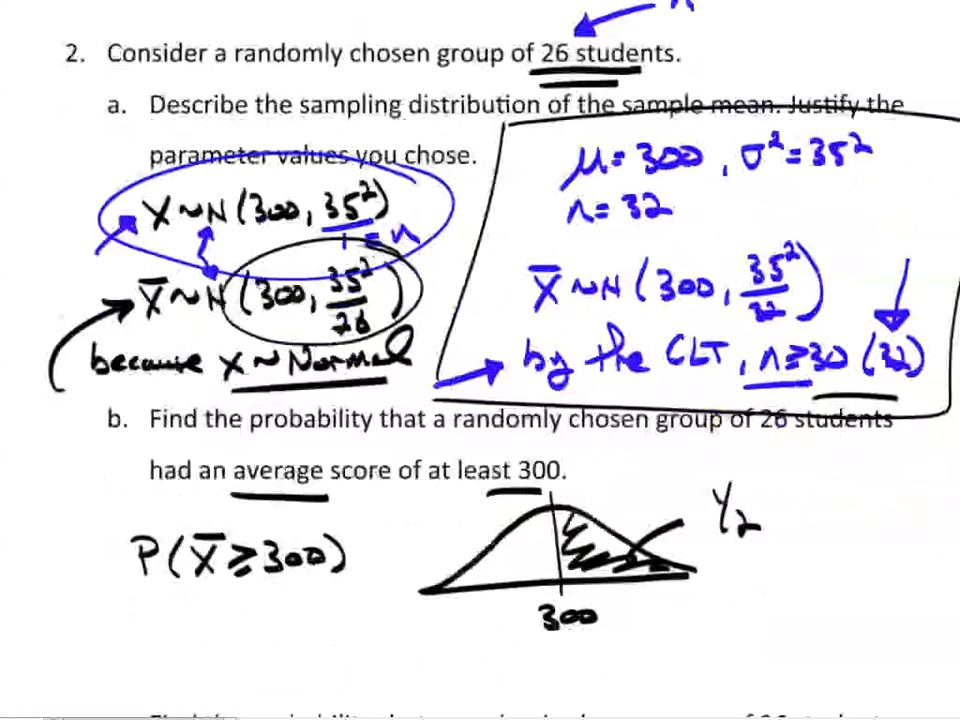 n
2. Consider a randomly chosen group of 26 students.
a. Describe the sampling distribution of the sample mean. Justify the
parameter values you chose.
X ~ N (300, 35²/1 = n)
X̄ ~ N (300, 35²/26)
because X ~ Normal
μ = 300, σ² = 35²
n = 32
X̄ ~ N (300, 35²/32)
by the CLT, n ≥ 30 (32)
b. Find the probability that a randomly chosen group of 26 students
had an average score of at least 300.
P(X̄ ≥ 300)
1/2
300